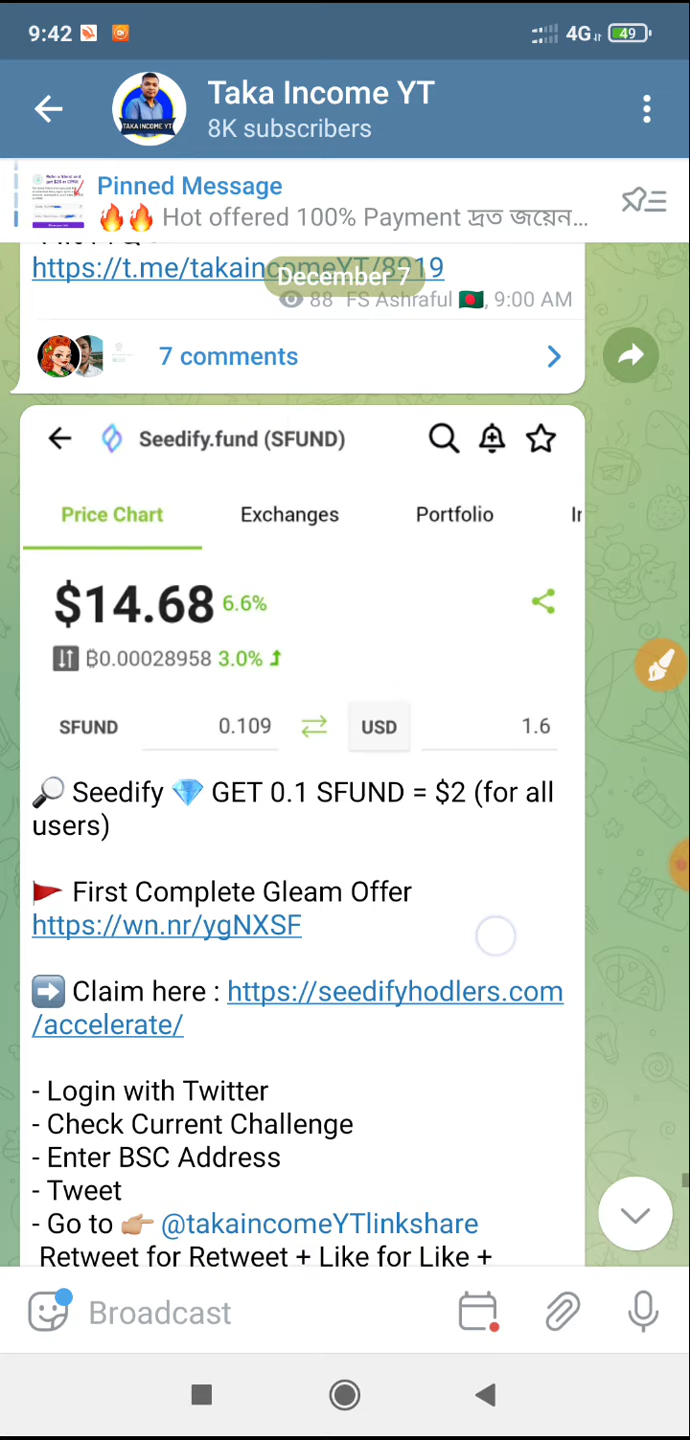 9:42
4G
49
TAKA INCOME YT
Taka Income YT
8K subscribers
Pinned Message
🔥🔥 Hot offered 100% Payment দ্রত জয়েন...
https://t.me/takaincomeYT/8919
December 7
88 FS Ashraful 🇧🇩, 9:00 AM
7 comments
Seedify.fund (SFUND)
Price Chart
Exchanges
Portfolio
$14.68 6.6%
₿0.00028958 3.0%
SFUND 0.109 USD 1.6
🔎 Seedify 💎 GET 0.1 SFUND = $2 (for all
users)
🚩 First Complete Gleam Offer
https://wn.nr/ygNXSF
➡️ Claim here : https://seedifyhodlers.com
/accelerate/
- Login with Twitter
- Check Current Challenge
- Enter BSC Address
- Tweet
- Go to 👉🏼 @takaincomeYTlinkshare
Retweet for Retweet + Like for Like +
Broadcast